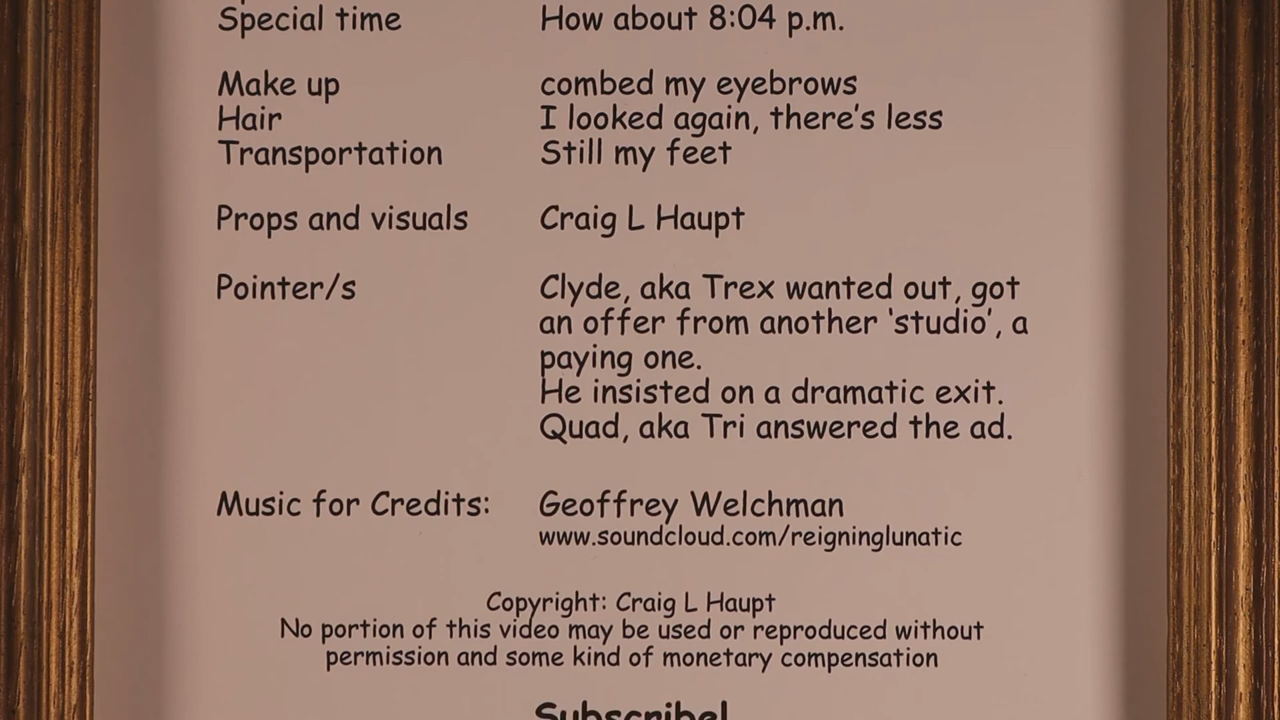 Special time How about 8:04 p.m.
Make up combed my eyebrows
Hair I looked again, there's less
Transportation Still my feet
Props and visuals Craig L Haupt
Pointer/s Clyde, aka Trex wanted out, got
an offer from another 'studio', a
paying one.
He insisted on a dramatic exit.
Quad, aka Tri answered the ad.
Music for Credits: Geoffrey Welchman
www.soundcloud.com/reigninglunatic
Copyright: Craig L Haupt
No portion of this video may be used or reproduced without
permission and some kind of monetary compensation
Subscribe!